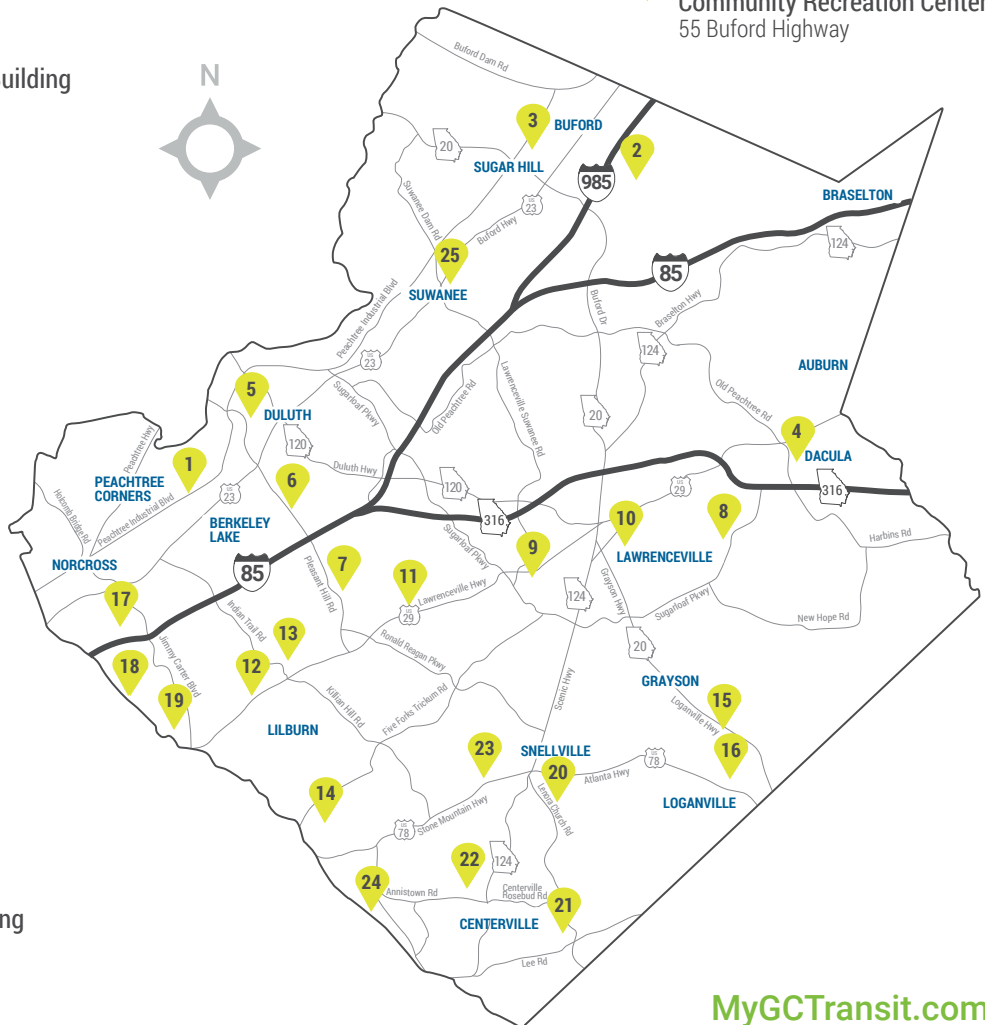 Community Recreation Center
55 Buford Highway
uilding
N
Buford Dam Rd
3
BUFORD
2
20
SUGAR HILL
985
BRASELTON
US
23
Suwanee Dam Rd
Buford Hwy
124
25
85
SUWANEE
Peachtree Industrial Blvd
Buford Dr
Braselton Hwy
US
23
124
AUBURN
5
Sugarloaf Pkwy
Old Peachtree Rd
Lawrenceville Suwanee Rd
Old Peachtree Rd
DULUTH
20
4
Peachtree Hwy
120
DACULA
1
Duluth Hwy
PEACHTREE
CORNERS
6
120
US
29
316
US
23
Holcomb Bridge Rd
Peachtree Industrial Blvd
BERKELEY
LAKE
316
10
8
Sugarloaf Pkwy
Harbins Rd
NORCROSS
85
7
9
LAWRENCEVILLE
Pleasant Hill Rd
11
Lawrenceville Hwy
Grayson Hwy
17
US
29
124
Sugarloaf Pkwy
New Hope Rd
Indian Trail Rd
13
Ronald Reagan Pkwy
20
Jimmy Carter Blvd
18
12
GRAYSON
19
Killian Hill Rd
Five Forks Trickum Rd
Scenic Hwy
15
Loganville Hwy
LILBURN
23
SNELLVILLE
16
US
78
20
Atlanta Hwy
14
Lenora Church Rd
LOGANVILLE
US
78
Stone Mountain Hwy
22
124
24
Annistown Rd
Centerville
Rosebud Rd
21
ng
CENTERVILLE
Lee Rd
MyGCTransit.com